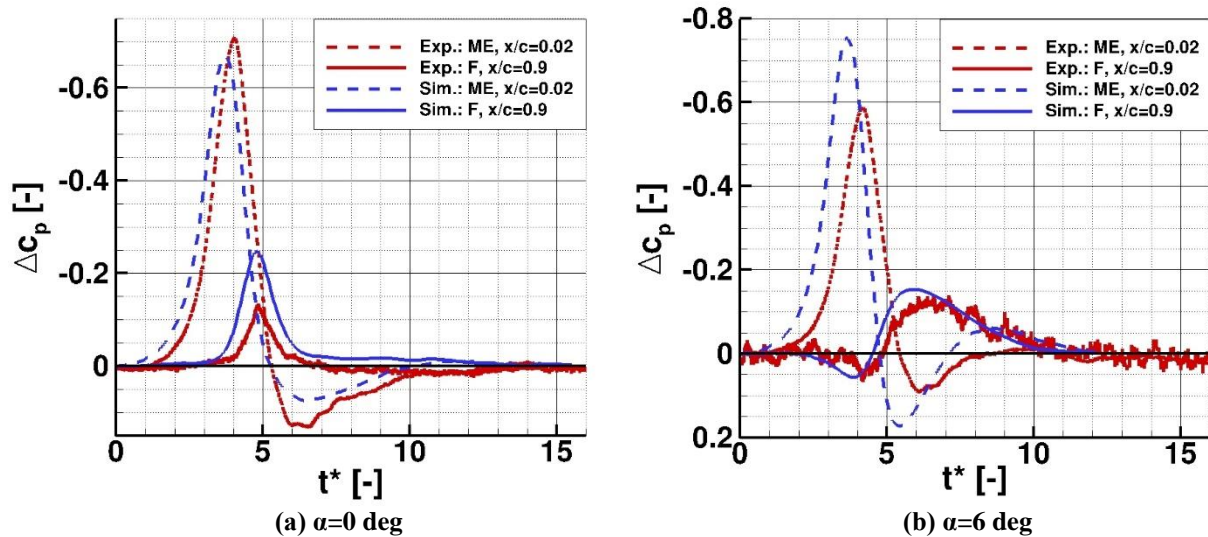 Exp.: ME, x/c=0.02
Exp.: F, x/c=0.9
Sim.: ME, x/c=0.02
Sim.: F, x/c=0.9
-0.6
-0.4
-0.2
0
Δcp [-]
0 5 10 15
t* [-]
(a) α=0 deg
Exp.: ME, x/c=0.02
Exp.: F, x/c=0.9
Sim.: ME, x/c=0.02
Sim.: F, x/c=0.9
-0.8
-0.6
-0.4
-0.2
0
0.2
Δcp [-]
0 5 10 15
t* [-]
(b) α=6 deg